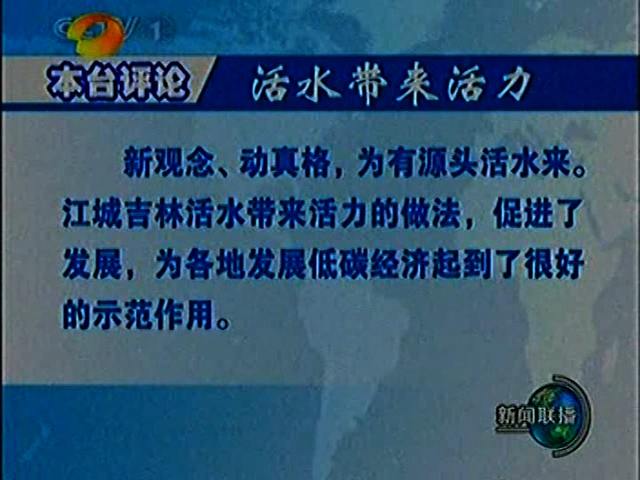 CCTV 1
本台评论 活水带来活力
新观念、动真格，为有源头活水来。
江城吉林活水带来活力的做法，促进了
发展，为各地发展低碳经济起到了很好
的示范作用。
新闻联播